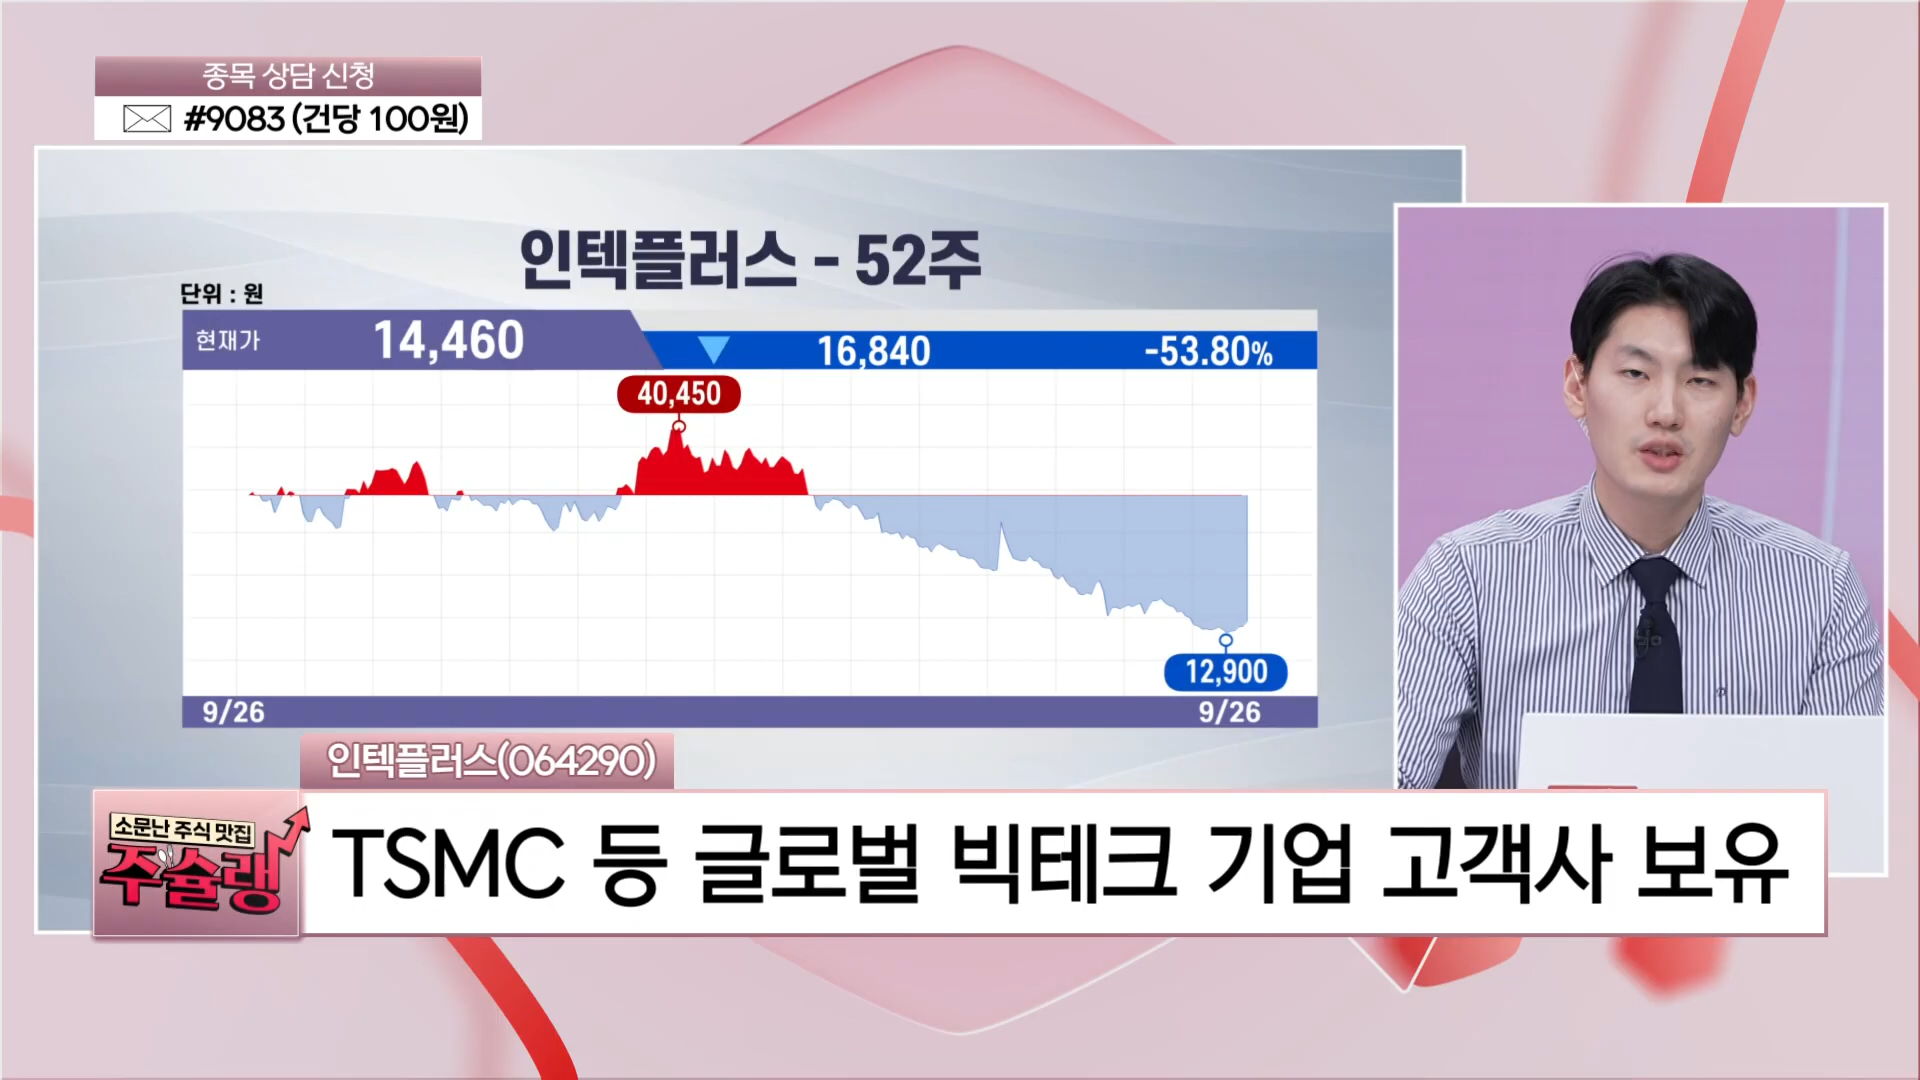 종목 상담 신청
#9083 (건당 100원)
인텍플러스 - 52주
단위 : 원
현재가 14,460 ▼ 16,840 -53.80%
40,450
12,900
9/26 9/26
인텍플러스(064290)
소문난 주식 맛집
주슐랭
TSMC 등 글로벌 빅테크 기업 고객사 보유